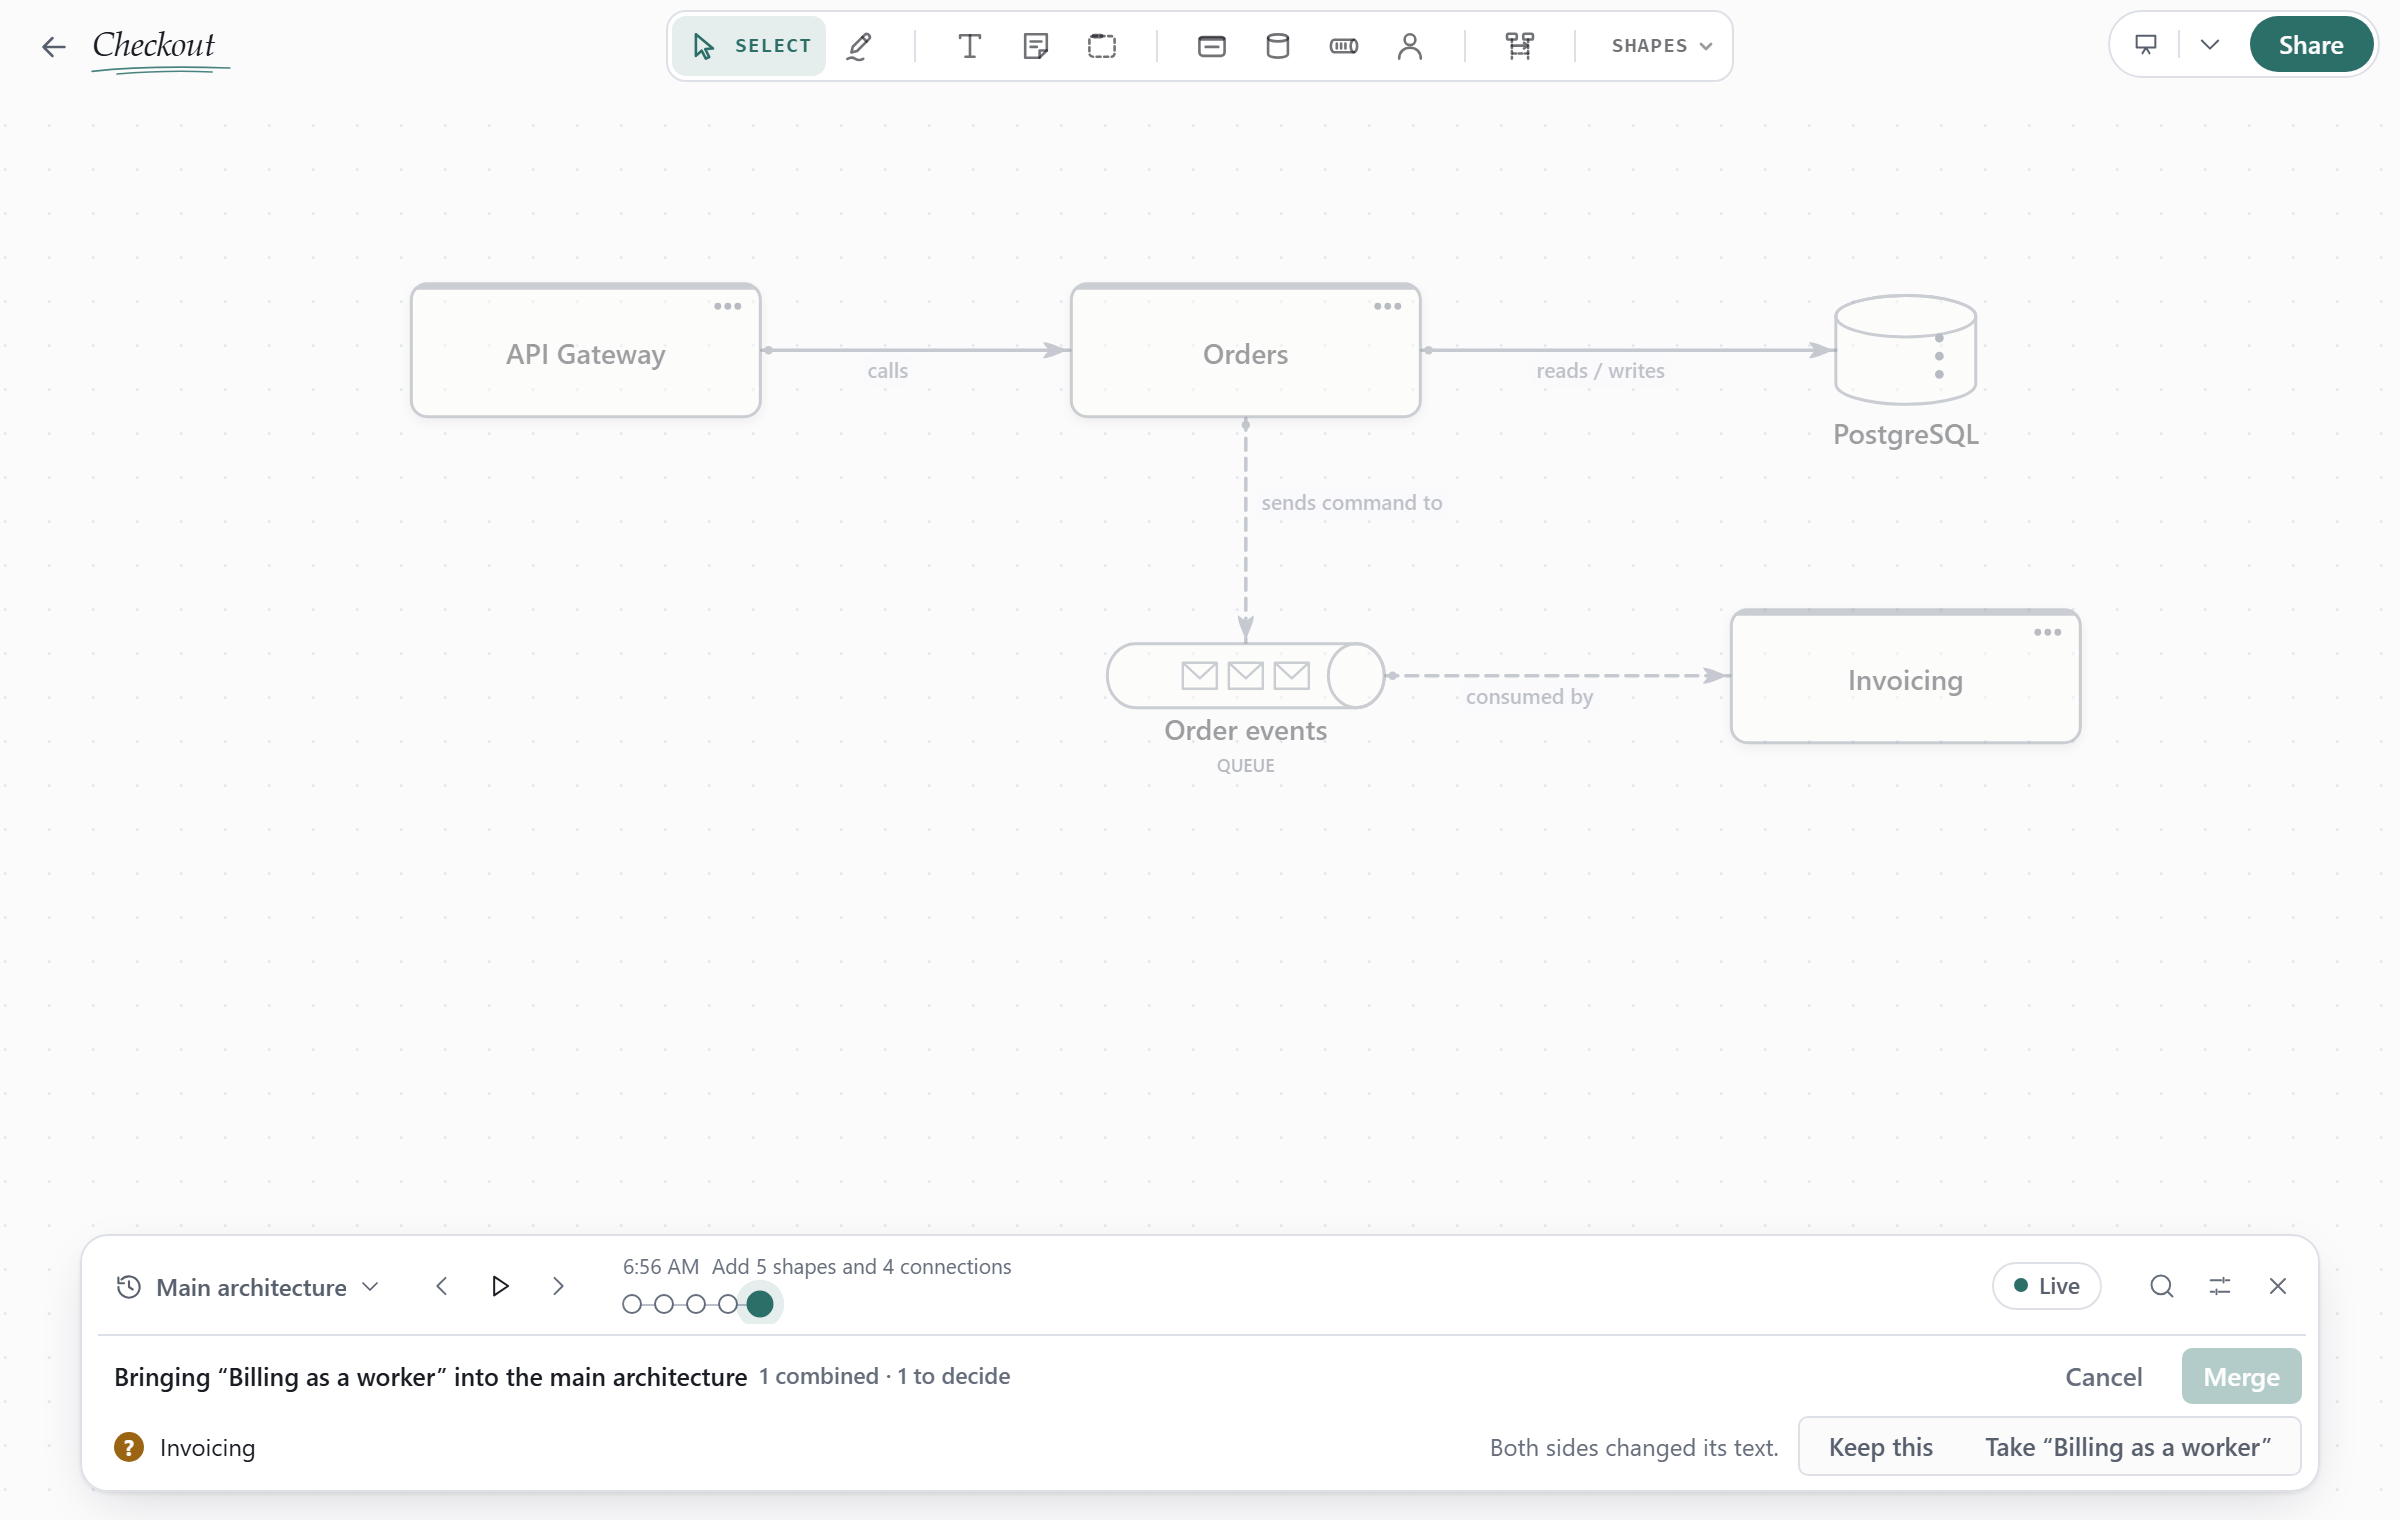 Checkout
SELECT
SHAPES
Share
API Gateway
calls
Orders
reads / writes
PostgreSQL
sends command to
Order events
QUEUE
consumed by
Invoicing
Main architecture
6:56 AM Add 5 shapes and 4 connections
Live
Bringing “Billing as a worker” into the main architecture 1 combined · 1 to decide
Cancel
Merge
? Invoicing
Both sides changed its text.
Keep this
Take “Billing as a worker”